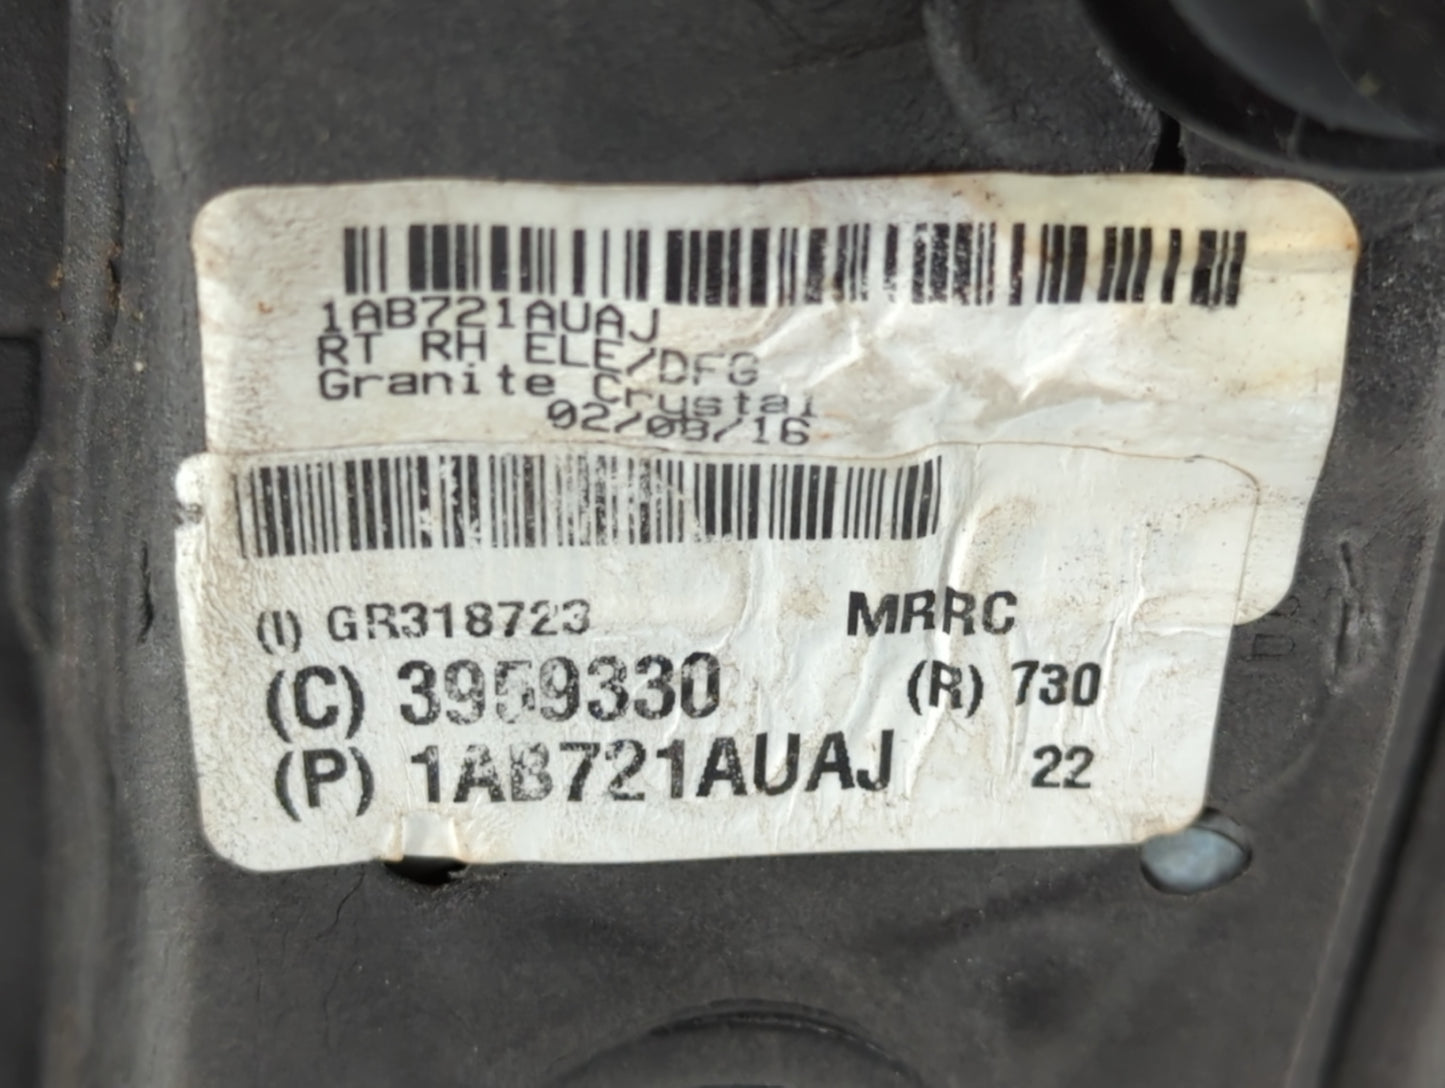 1AB721AUAJ
RT RH ELE/DFG
Granite Crystal
02/08/16
(I) GR318723 MRRC
(C) 3959330 (R) 730
(P) 1AB721AUAJ 22